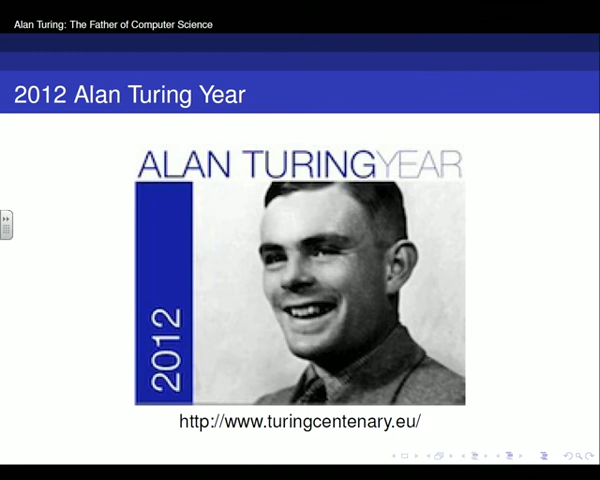 Alan Turing: The Father of Computer Science
2012 Alan Turing Year
ALAN TURINGYEAR
2012
http://www.turingcentenary.eu/